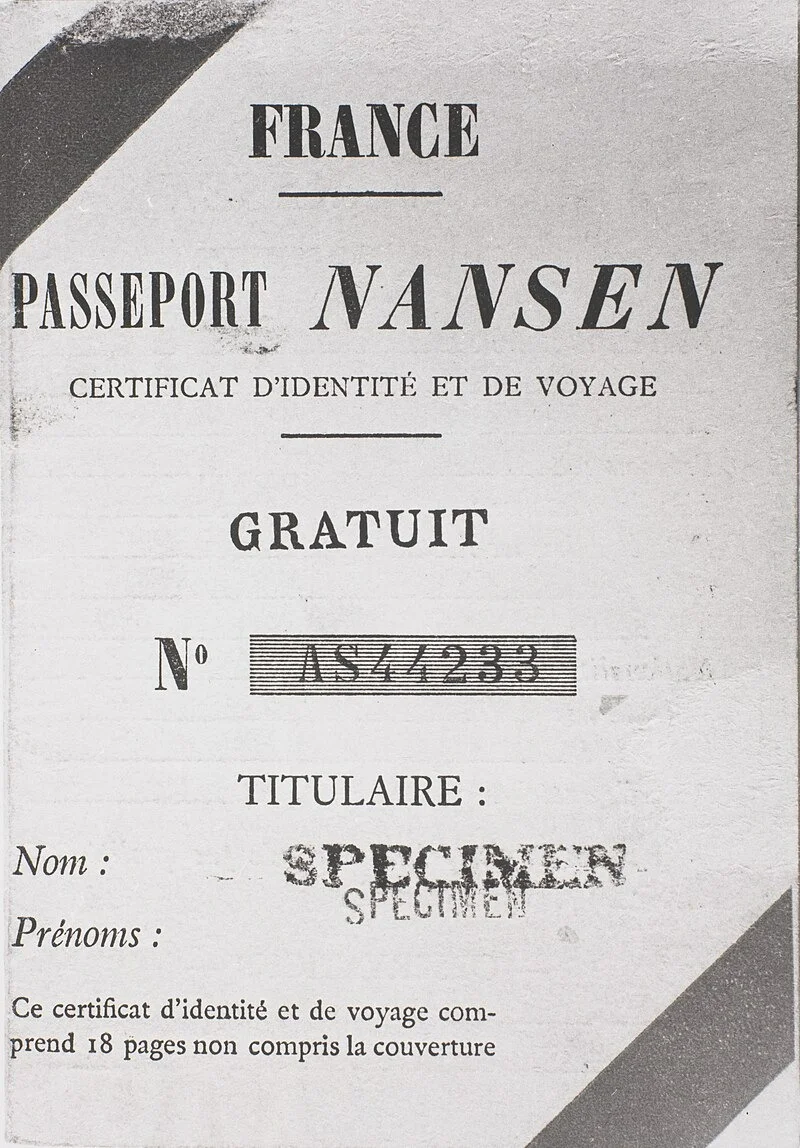 FRANCE
PASSEPORT NANSEN
CERTIFICAT D'IDENTITÉ ET DE VOYAGE
GRATUIT
Nº AS44233
TITULAIRE :
Nom : SPECIMEN
SPECIMEN
Prénoms :
Ce certificat d'identité et de voyage com-
prend 18 pages non compris la couverture